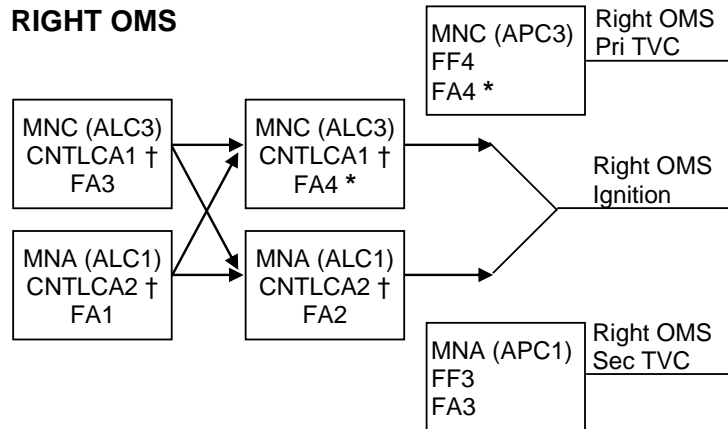 RIGHT OMS
MNC (APC3)
FF4
FA4 *
Right OMS
Pri TVC
MNC (ALC3)
CNTLCA1 †
FA3
MNC (ALC3)
CNTLCA1 †
FA4 *
Right OMS
Ignition
MNA (ALC1)
CNTLCA2 †
FA1
MNA (ALC1)
CNTLCA2 †
FA2
MNA (APC1)
FF3
FA3
Right OMS
Sec TVC